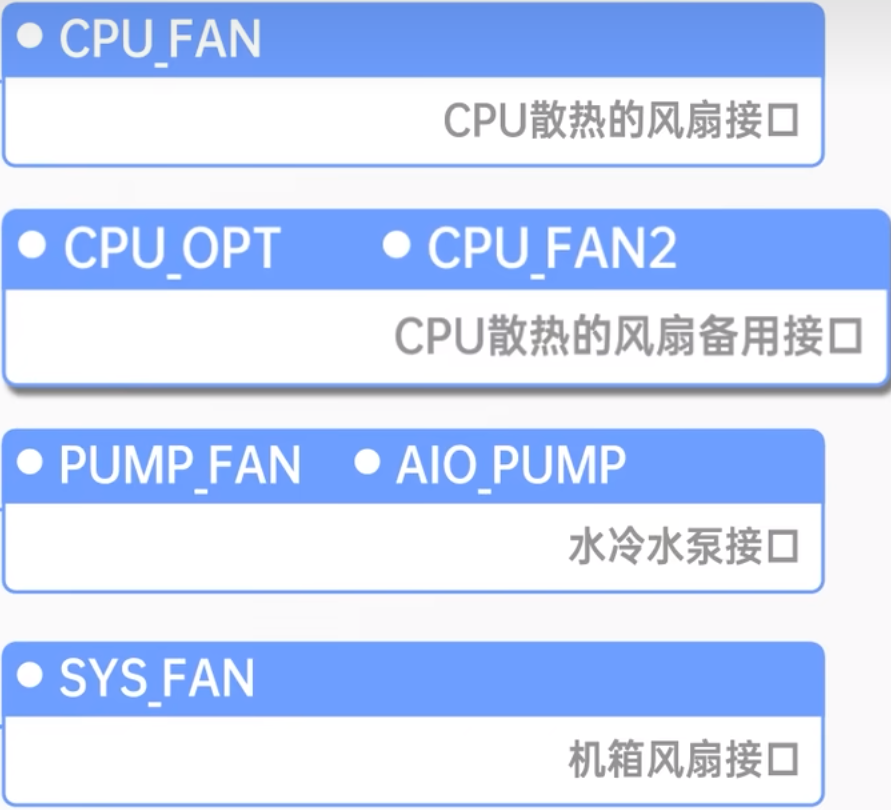 CPU_FAN
CPU散热的风扇接口
CPU_OPT CPU_FAN2
CPU散热的风扇备用接口
PUMP_FAN AIO_PUMP
水冷水泵接口
SYS_FAN
机箱风扇接口